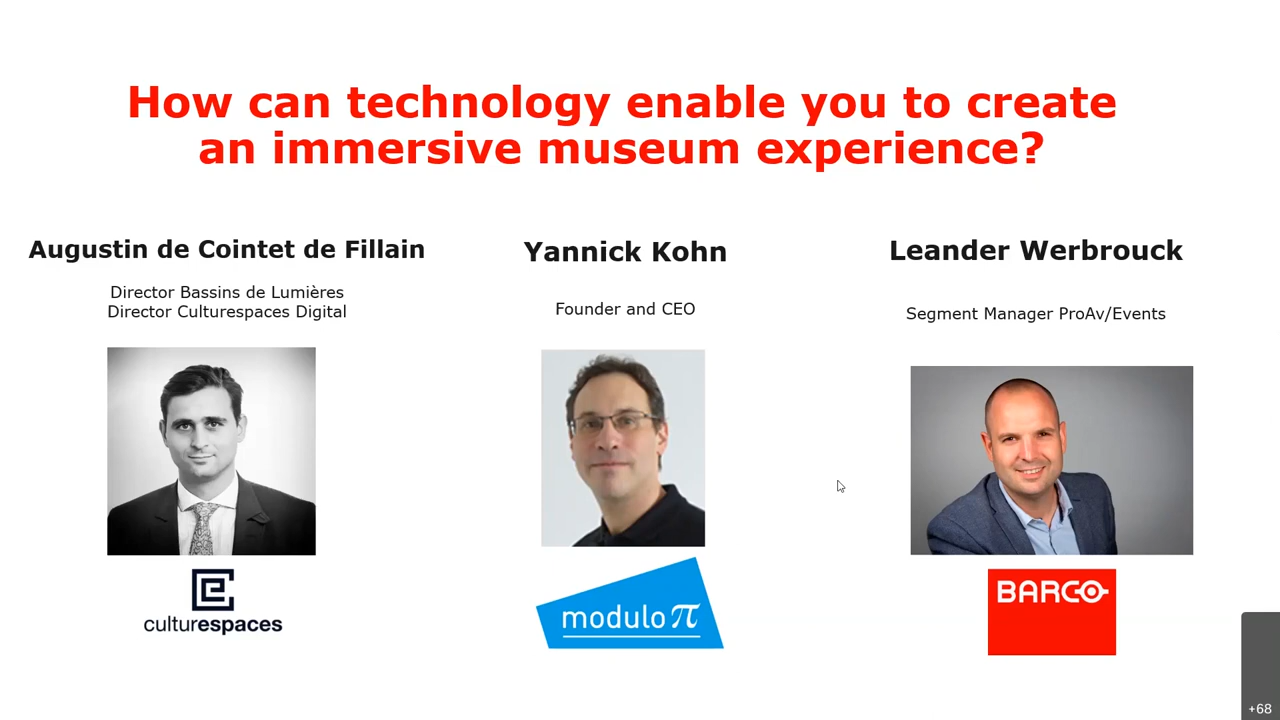 How can technology enable you to create
an immersive museum experience?
Augustin de Cointet de Fillain
Director Bassins de Lumières
Director Culturespaces Digital
culturespaces
Yannick Kohn
Founder and CEO
modulo π
Leander Werbrouck
Segment Manager ProAv/Events
BARCO
+68